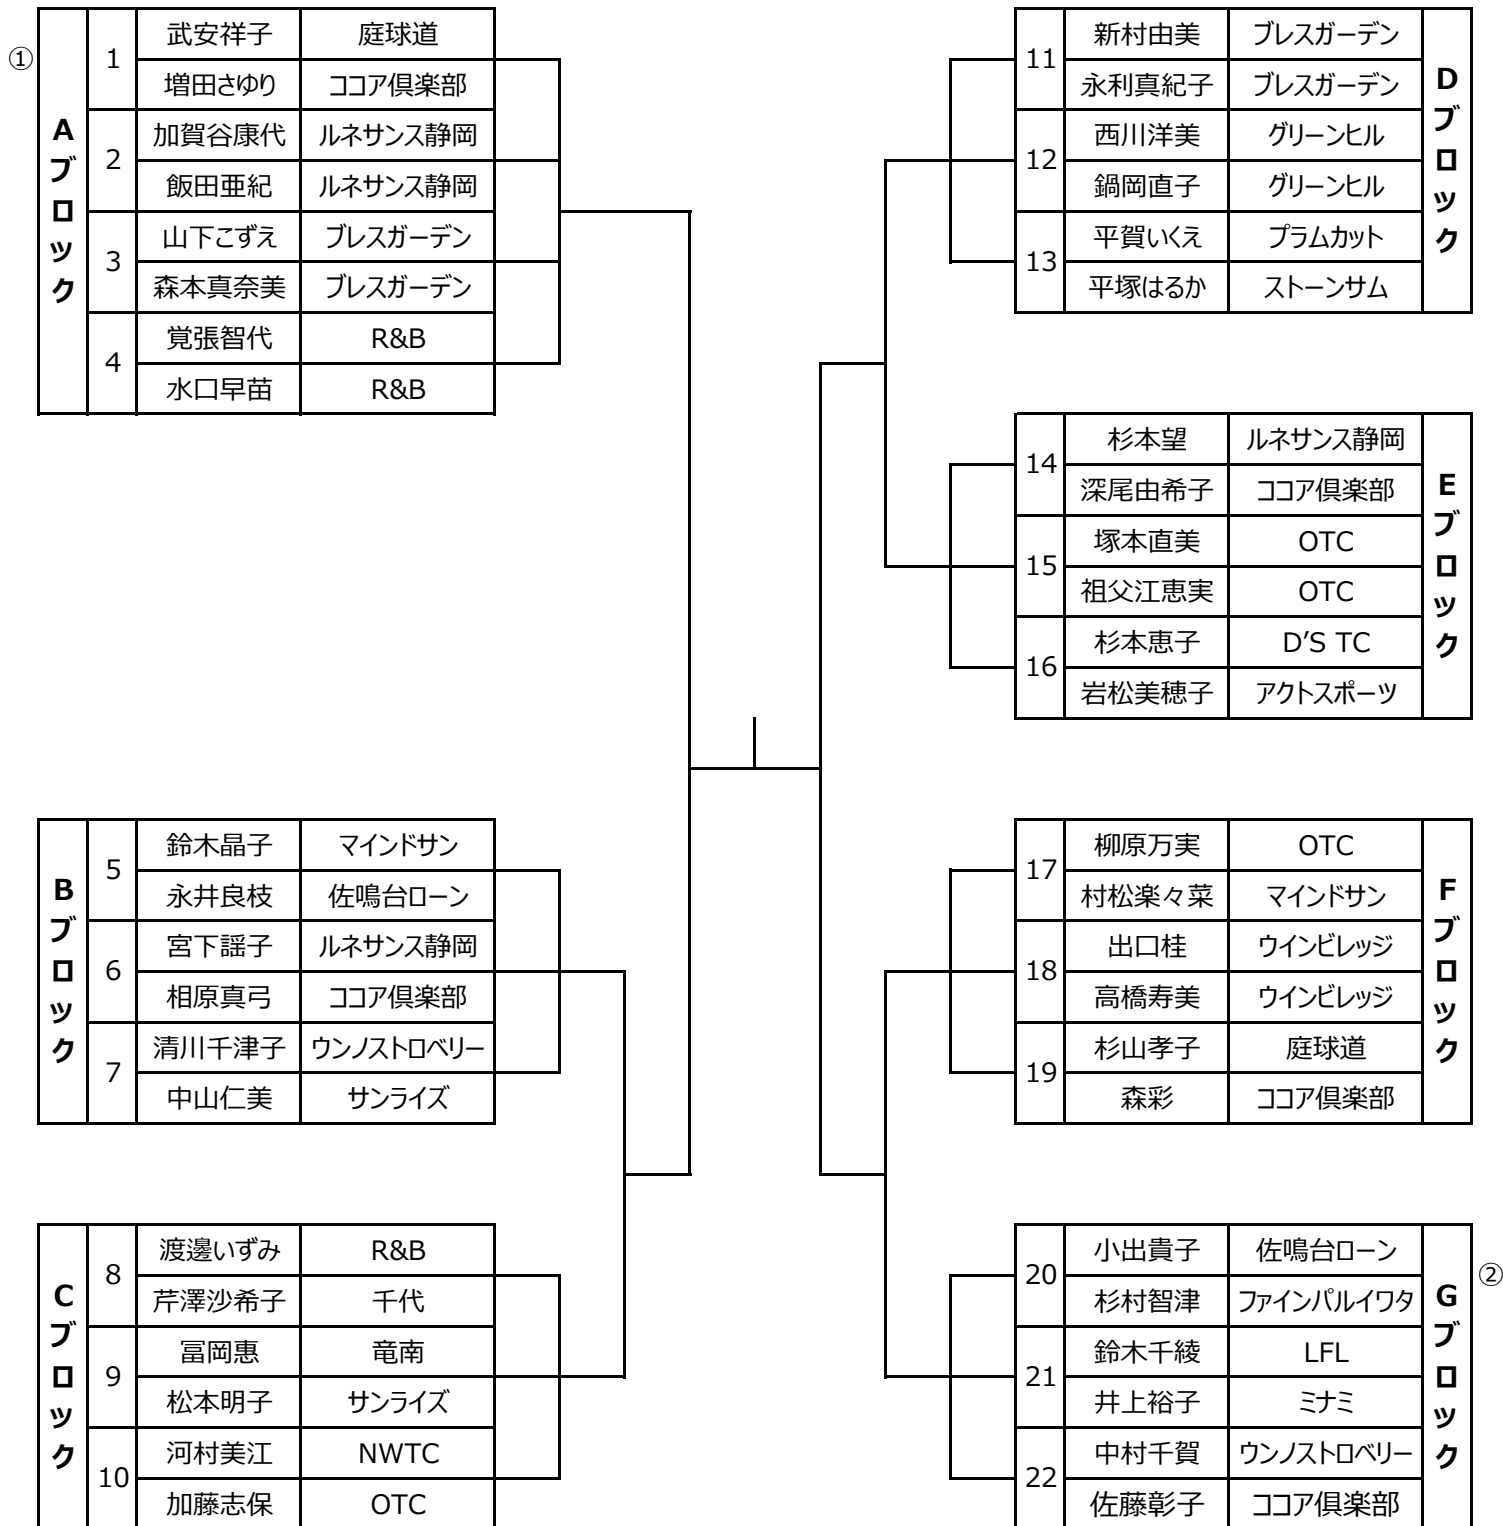 ①
Aブロック
1
武安祥子 庭球道
増田さゆり ココア倶楽部
2
加賀谷康代 ルネサンス静岡
飯田亜紀 ルネサンス静岡
3
山下こずえ ブレスガーデン
森本真奈美 ブレスガーデン
4
覚張智代 R&B
水口早苗 R&B
Bブロック
5
鈴木晶子 マインドサン
永井良枝 佐鳴台ローン
6
宮下謡子 ルネサンス静岡
相原真弓 ココア倶楽部
7
清川千津子 ウンノストロベリー
中山仁美 サンライズ
Cブロック
8
渡邊いずみ R&B
芹澤沙希子 千代
9
冨岡惠 竜南
松本明子 サンライズ
10
河村美江 NWTC
加藤志保 OTC
Dブロック
11
新村由美 ブレスガーデン
永利真紀子 ブレスガーデン
12
西川洋美 グリーンヒル
鍋岡直子 グリーンヒル
13
平賀いくえ プラムカット
平塚はるか ストーンサム
Eブロック
14
杉本望 ルネサンス静岡
深尾由希子 ココア倶楽部
15
塚本直美 OTC
祖父江恵実 OTC
16
杉本恵子 D’S TC
岩松美穂子 アクトスポーツ
Fブロック
17
柳原万実 OTC
村松楽々菜 マインドサン
18
出口桂 ウインビレッジ
高橋寿美 ウインビレッジ
19
杉山孝子 庭球道
森彩 ココア倶楽部
Gブロック
②
20
小出貴子 佐鳴台ローン
杉村智津 ファインパルイワタ
21
鈴木千綾 LFL
井上裕子 ミナミ
22
中村千賀 ウンノストロベリー
佐藤彰子 ココア倶楽部